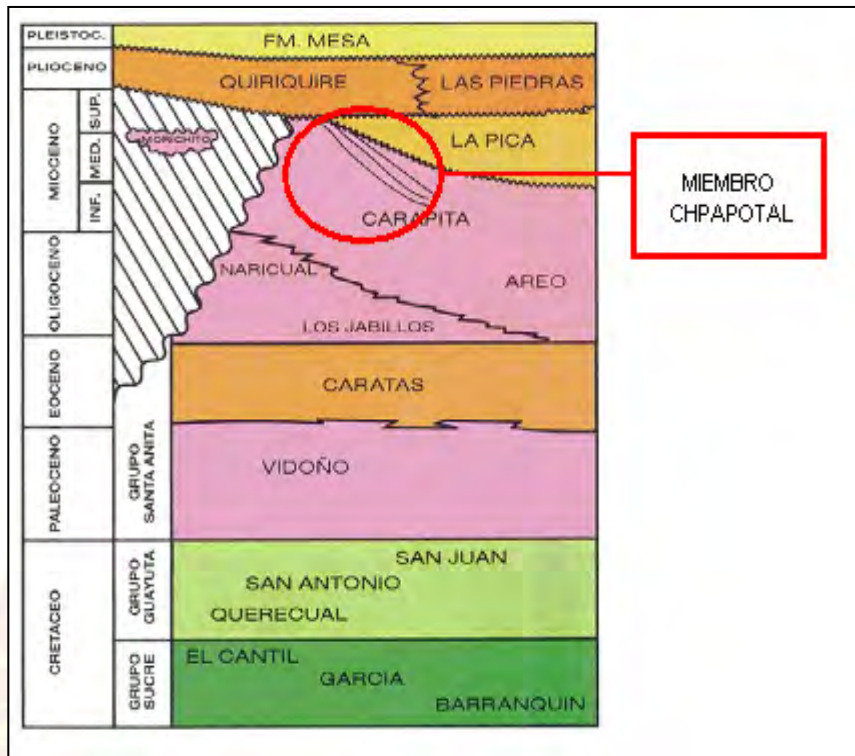 PLEISTOC.
FM. MESA
PLIOCENO
QUIRIQUIRE
LAS PIEDRAS
MIOCENO
SUP.
MED.
INF.
MORICHITO
LA PICA
CARAPITA
MIEMBRO
CHPAPOTAL
OLIGOCENO
NARICUAL
AREO
LOS JABILLOS
EOCENO
CARATAS
PALEOCENO
GRUPO
SANTA ANITA
VIDOÑO
CRETACEO
GRUPO
GUAYUTA
SAN JUAN
SAN ANTONIO
QUERECUAL
GRUPO
SUCRE
EL CANTIL
GARCIA
BARRANQUIN